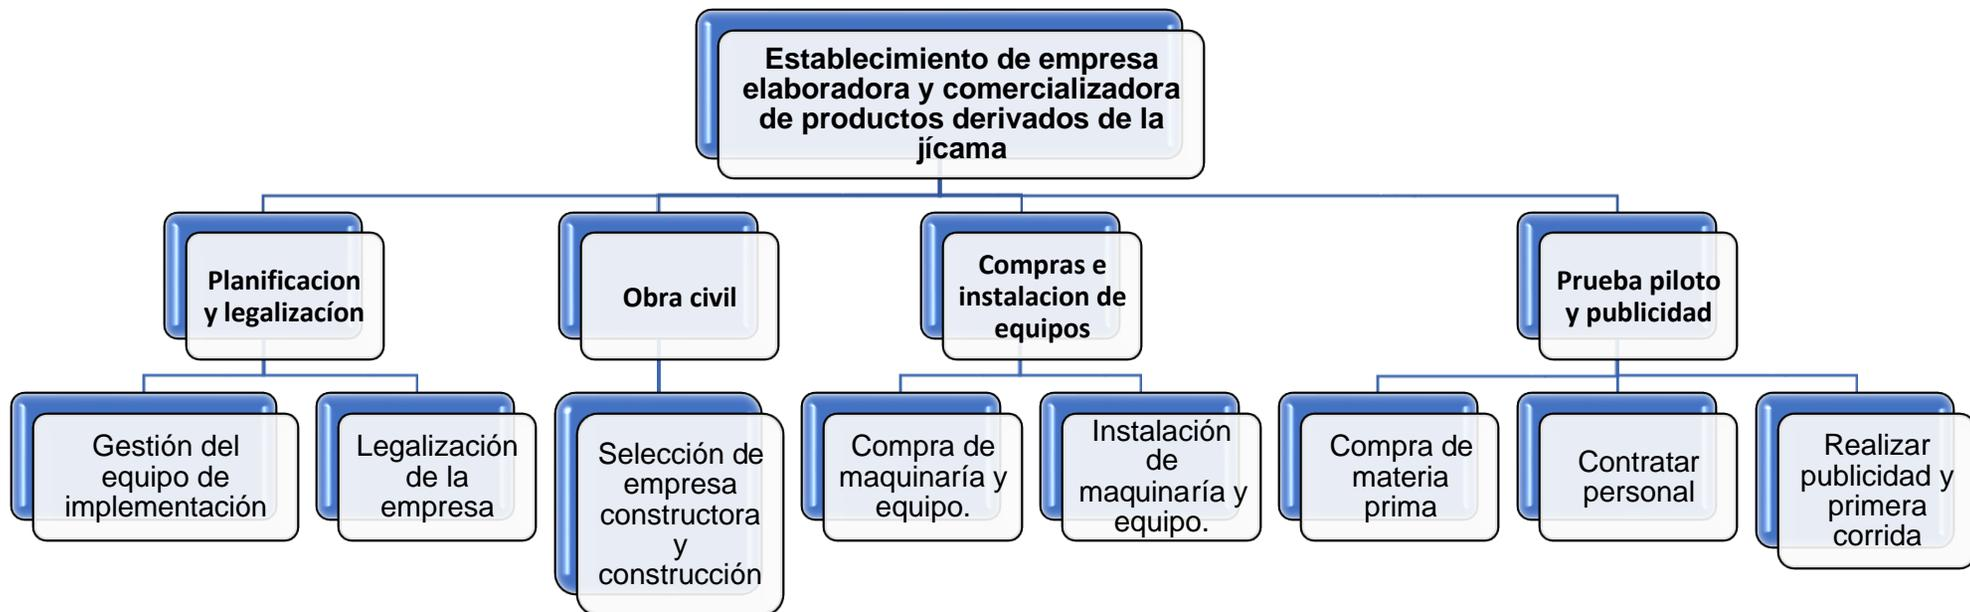 Establecimiento de empresa
elaboradora y comercializadora
de productos derivados de la
jícama
Planificacion
y legalizacíon
Obra civil
Compras e
instalacion de
equipos
Prueba piloto
y publicidad
Gestión del
equipo de
implementación
Legalización
de la
empresa
Selección de
empresa
constructora
y
construcción
Compra de
maquinaría y
equipo.
Instalación
de
maquinaría y
equipo.
Compra de
materia
prima
Contratar
personal
Realizar
publicidad y
primera
corrida